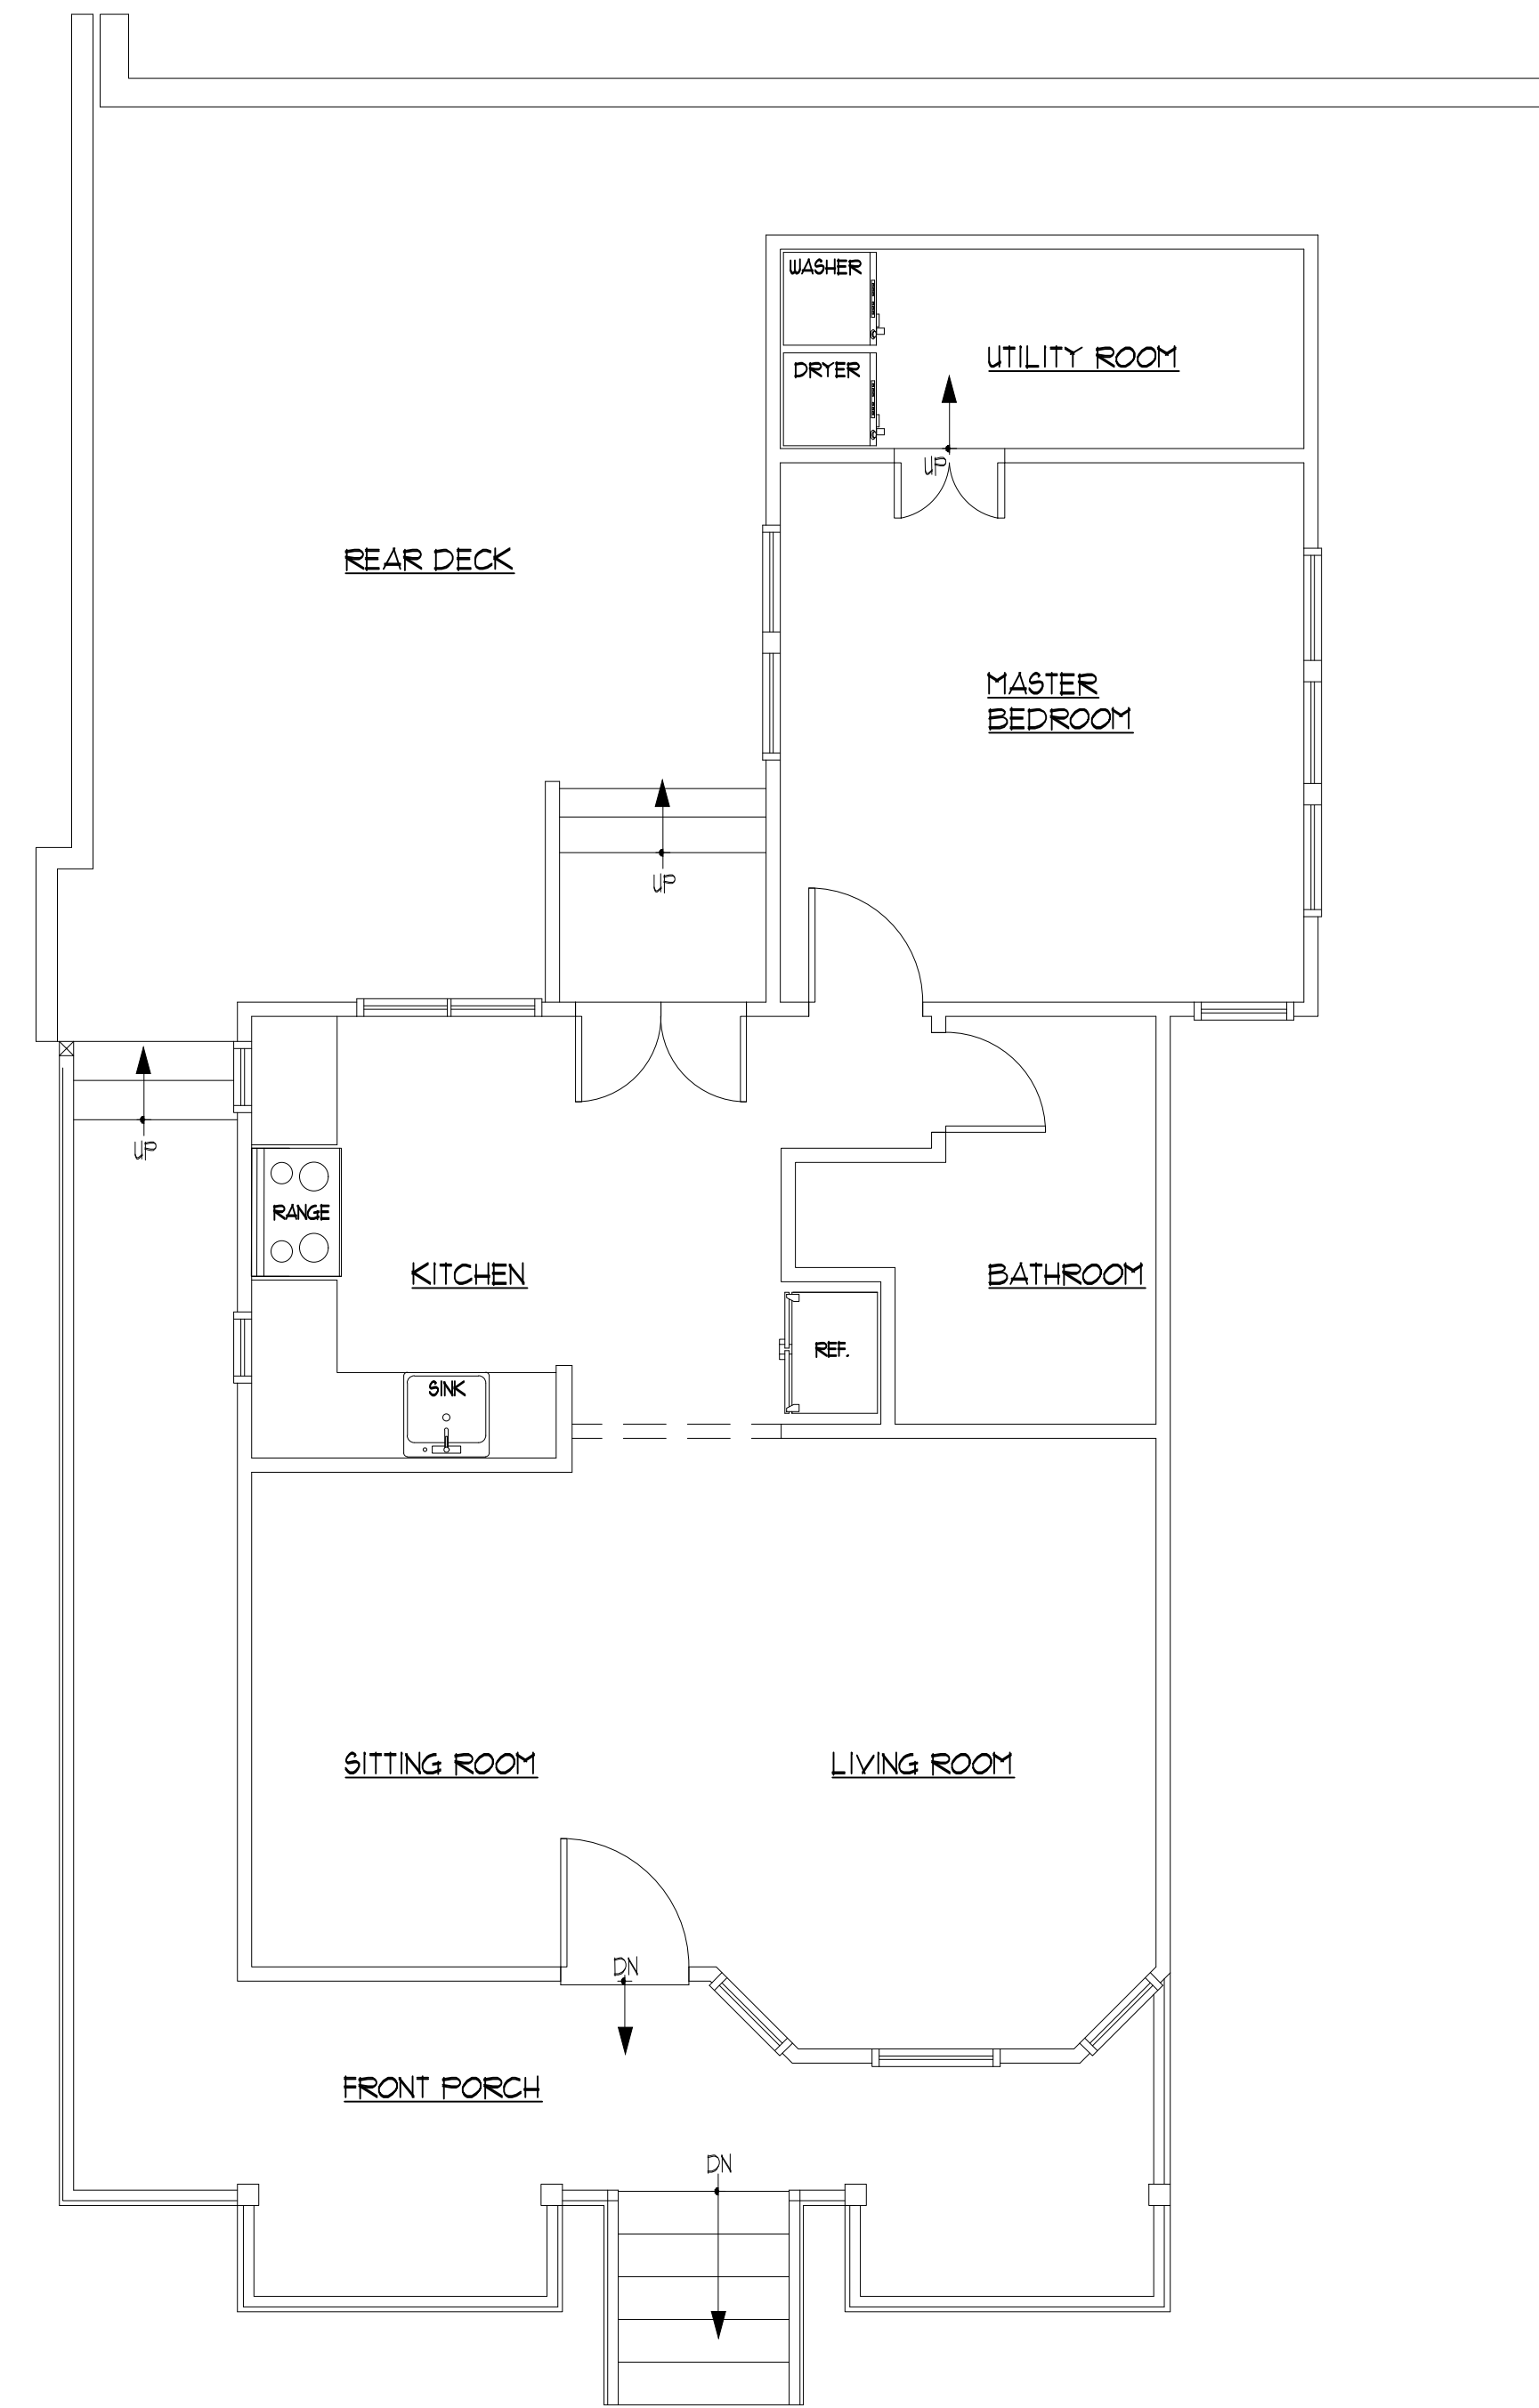 WASHER
UTILITY ROOM
DRYER
UP
REAR DECK
MASTER
BEDROOM
UP
UP
RANGE
KITCHEN
BATHROOM
REF.
SINK
SITTING ROOM
LIVING ROOM
DN
FRONT PORCH
DN